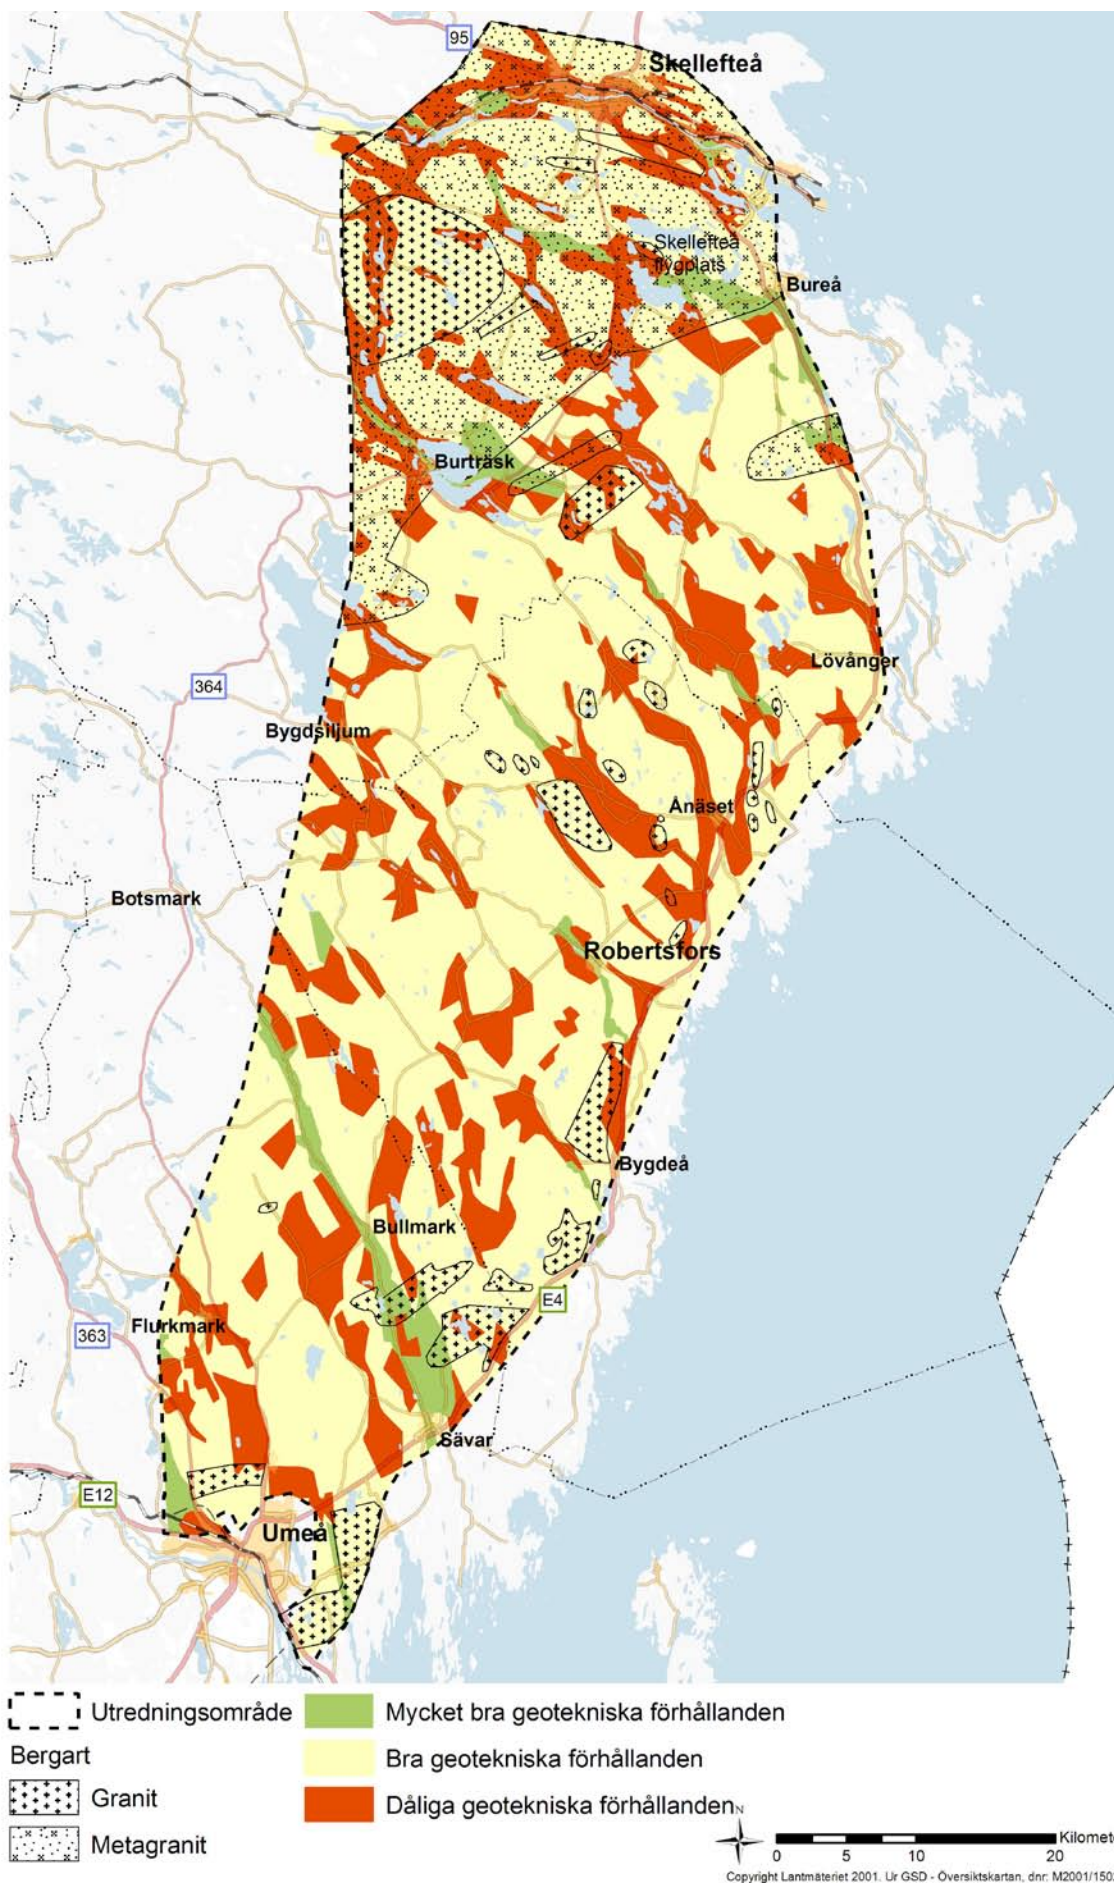 95
Skellefteå
Skellefteå
flygplats
Bureå
Burträsk
Lövånger
364
Bygdsiljum
Ånäset
Botsmark
Robertsfors
Bygdeå
Bullmark
E4
Flurkmark
363
Sävar
E12
Umeå
Utredningsområde
Bergart
Granit
Metagranit
Mycket bra geotekniska förhållanden
Bra geotekniska förhållanden
Dåliga geotekniska förhållanden
N
Kilomete
0 5 10 20
Copyright Lantmäteriet 2001. Ur GSD - Översiktskartan, dnr: M2001/150